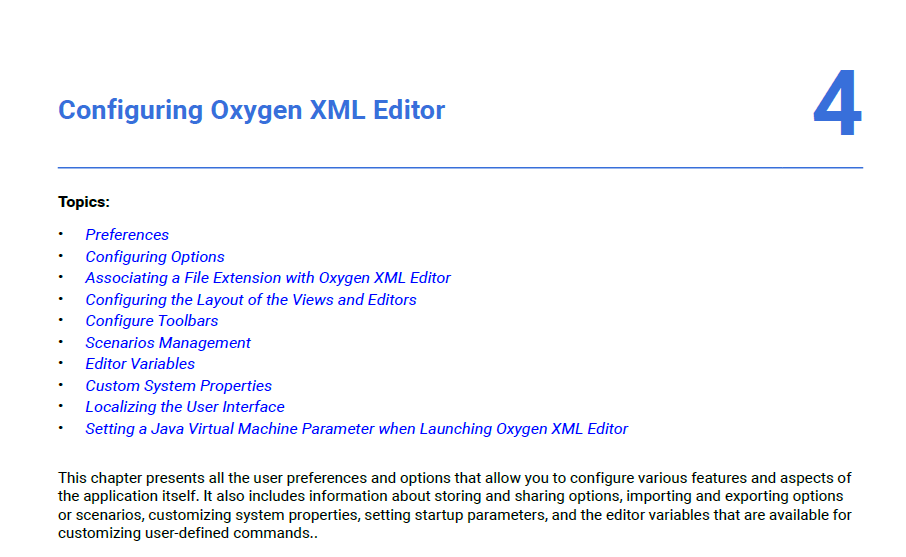 Configuring Oxygen XML Editor
4
Topics:
• Preferences
• Configuring Options
• Associating a File Extension with Oxygen XML Editor
• Configuring the Layout of the Views and Editors
• Configure Toolbars
• Scenarios Management
• Editor Variables
• Custom System Properties
• Localizing the User Interface
• Setting a Java Virtual Machine Parameter when Launching Oxygen XML Editor
This chapter presents all the user preferences and options that allow you to configure various features and aspects of
the application itself. It also includes information about storing and sharing options, importing and exporting options
or scenarios, customizing system properties, setting startup parameters, and the editor variables that are available for
customizing user-defined commands..